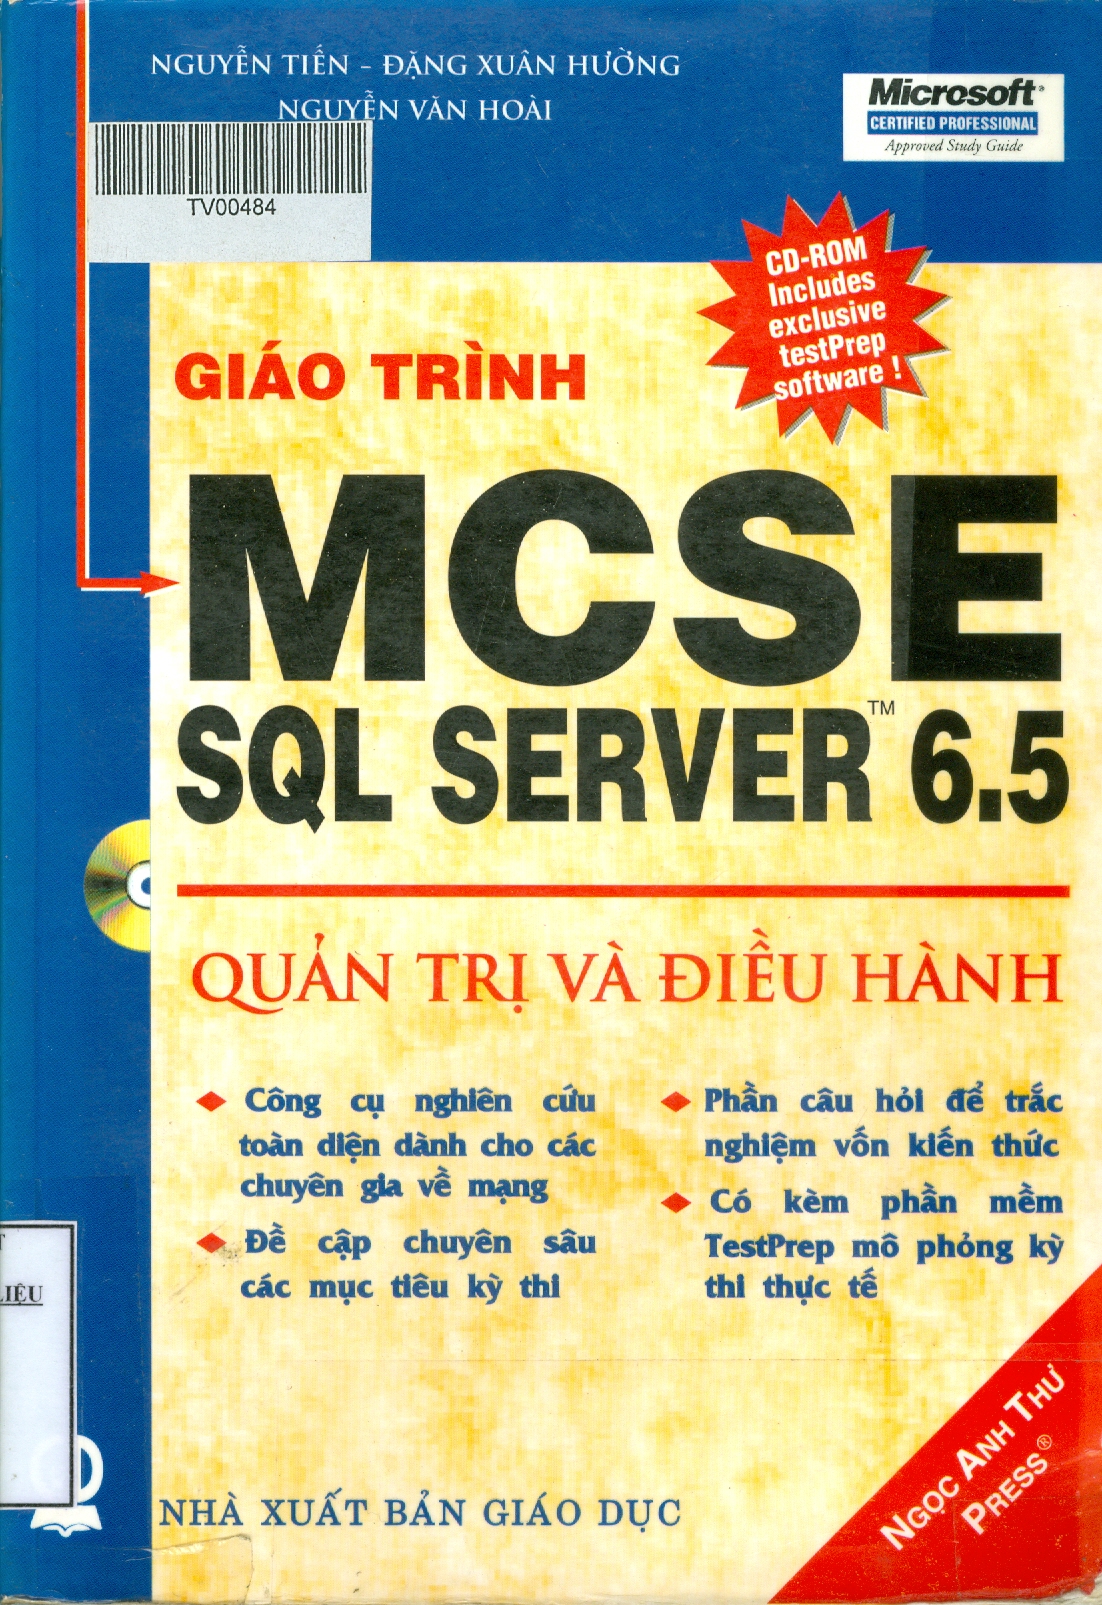 NGUYỄN TIẾN - ĐẶNG XUÂN HƯỜNG
NGUYỄN VĂN HOÀI
Microsoft
CERTIFIED PROFESSIONAL
Approved Study Guide
TV00484
CD-ROM
Includes
exclusive
testPrep
software !
GIÁO TRÌNH
MCSE
SQL SERVER™ 6.5
QUẢN TRỊ VÀ ĐIỀU HÀNH
Công cụ nghiên cứu
toàn diện dành cho các
chuyên gia về mạng
Đề cập chuyên sâu
các mục tiêu kỳ thi
Phần câu hỏi để trắc
nghiệm vốn kiến thức
Có kèm phần mềm
TestPrep mô phỏng kỳ
thi thực tế
LIỆU
NGỌC ANH THƯ
PRESS®
NHÀ XUẤT BẢN GIÁO DỤC